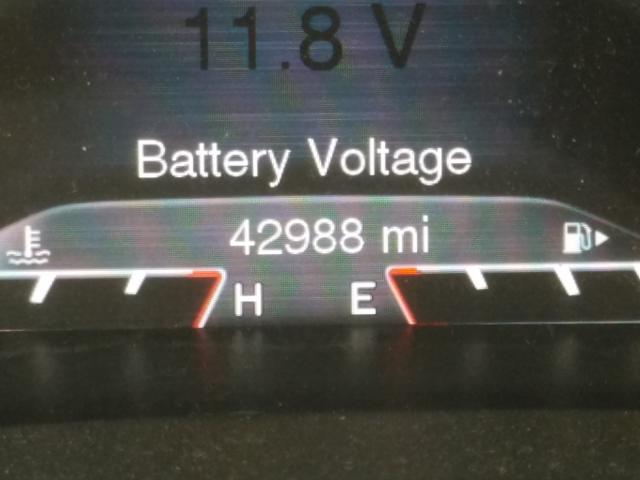 11.8 V
Battery Voltage
42988 mi
H E